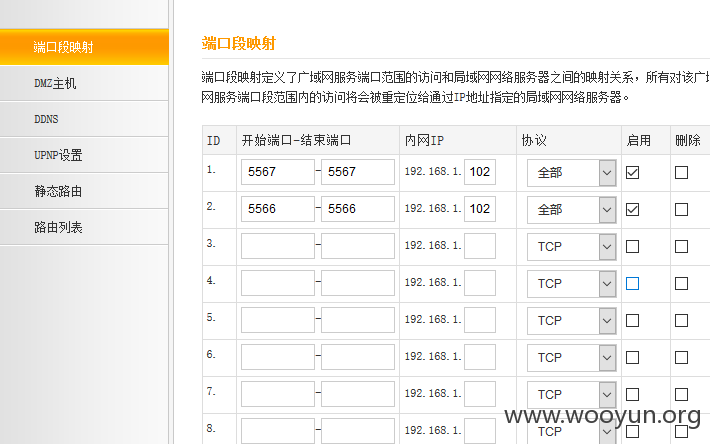 端口段映射
DMZ主机
DDNS
UPNP设置
静态路由
路由列表
端口段映射
端口段映射定义了广域网服务端口范围的访问和局域网网络服务器之间的映射关系，所有对该广域
网服务端口段范围内的访问将会被重定位给通过IP地址指定的局域网网络服务器。
ID 开始端口-结束端口 内网IP 协议 启用 删除
1. 5567-5567 192.168.1.102 全部
2. 5566-5566 192.168.1.102 全部
3. - 192.168.1. TCP
4. - 192.168.1. TCP
5. - 192.168.1. TCP
6. - 192.168.1. TCP
7. - 192.168.1. TCP
8. - 192.168.1. TCP
www.wooyun.org